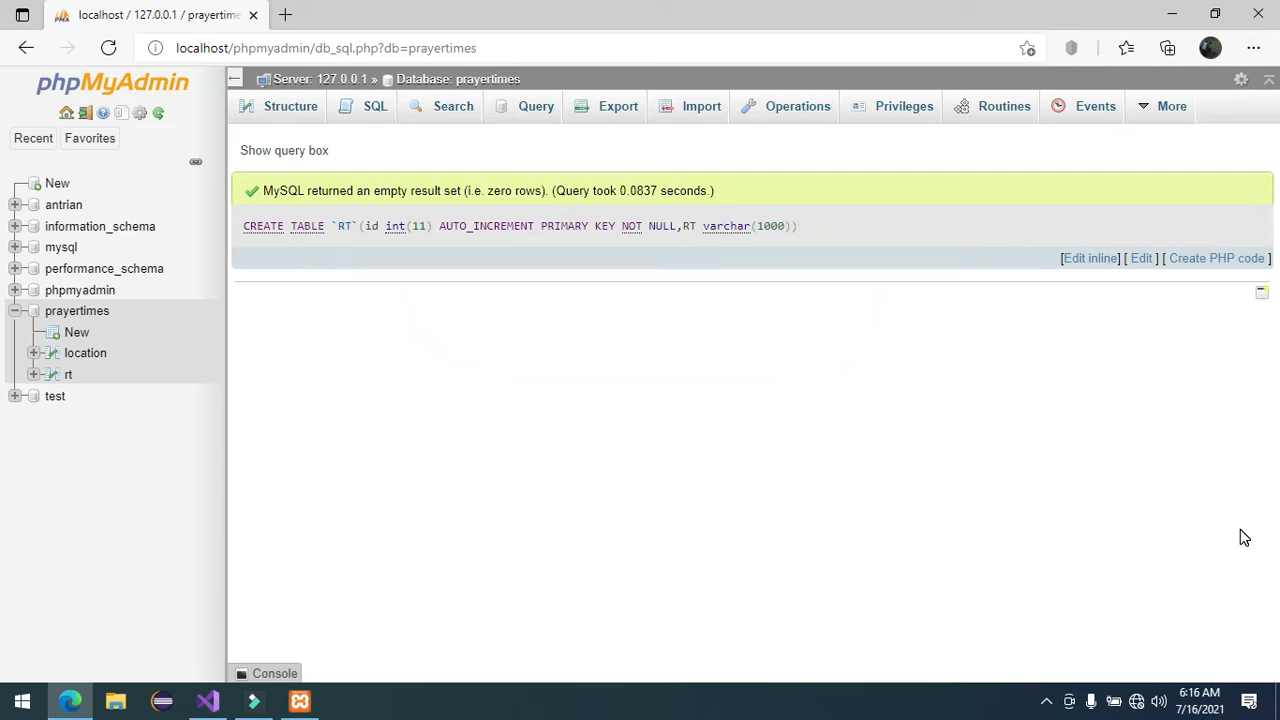 localhost / 127.0.0.1 / prayertime
localhost/phpmyadmin/db_sql.php?db=prayertimes
phpMyAdmin
Recent
Favorites
New
antrian
information_schema
mysql
performance_schema
phpmyadmin
prayertimes
New
location
rt
test
Server: 127.0.0.1 » Database: prayertimes
Structure
SQL
Search
Query
Export
Import
Operations
Privileges
Routines
Events
More
Show query box
MySQL returned an empty result set (i.e. zero rows). (Query took 0.0837 seconds.)
CREATE TABLE `RT`(id int(11) AUTO_INCREMENT PRIMARY KEY NOT NULL,RT varchar(1000))
[Edit inline] [ Edit ] [ Create PHP code ]
Console
6:16 AM
7/16/2021